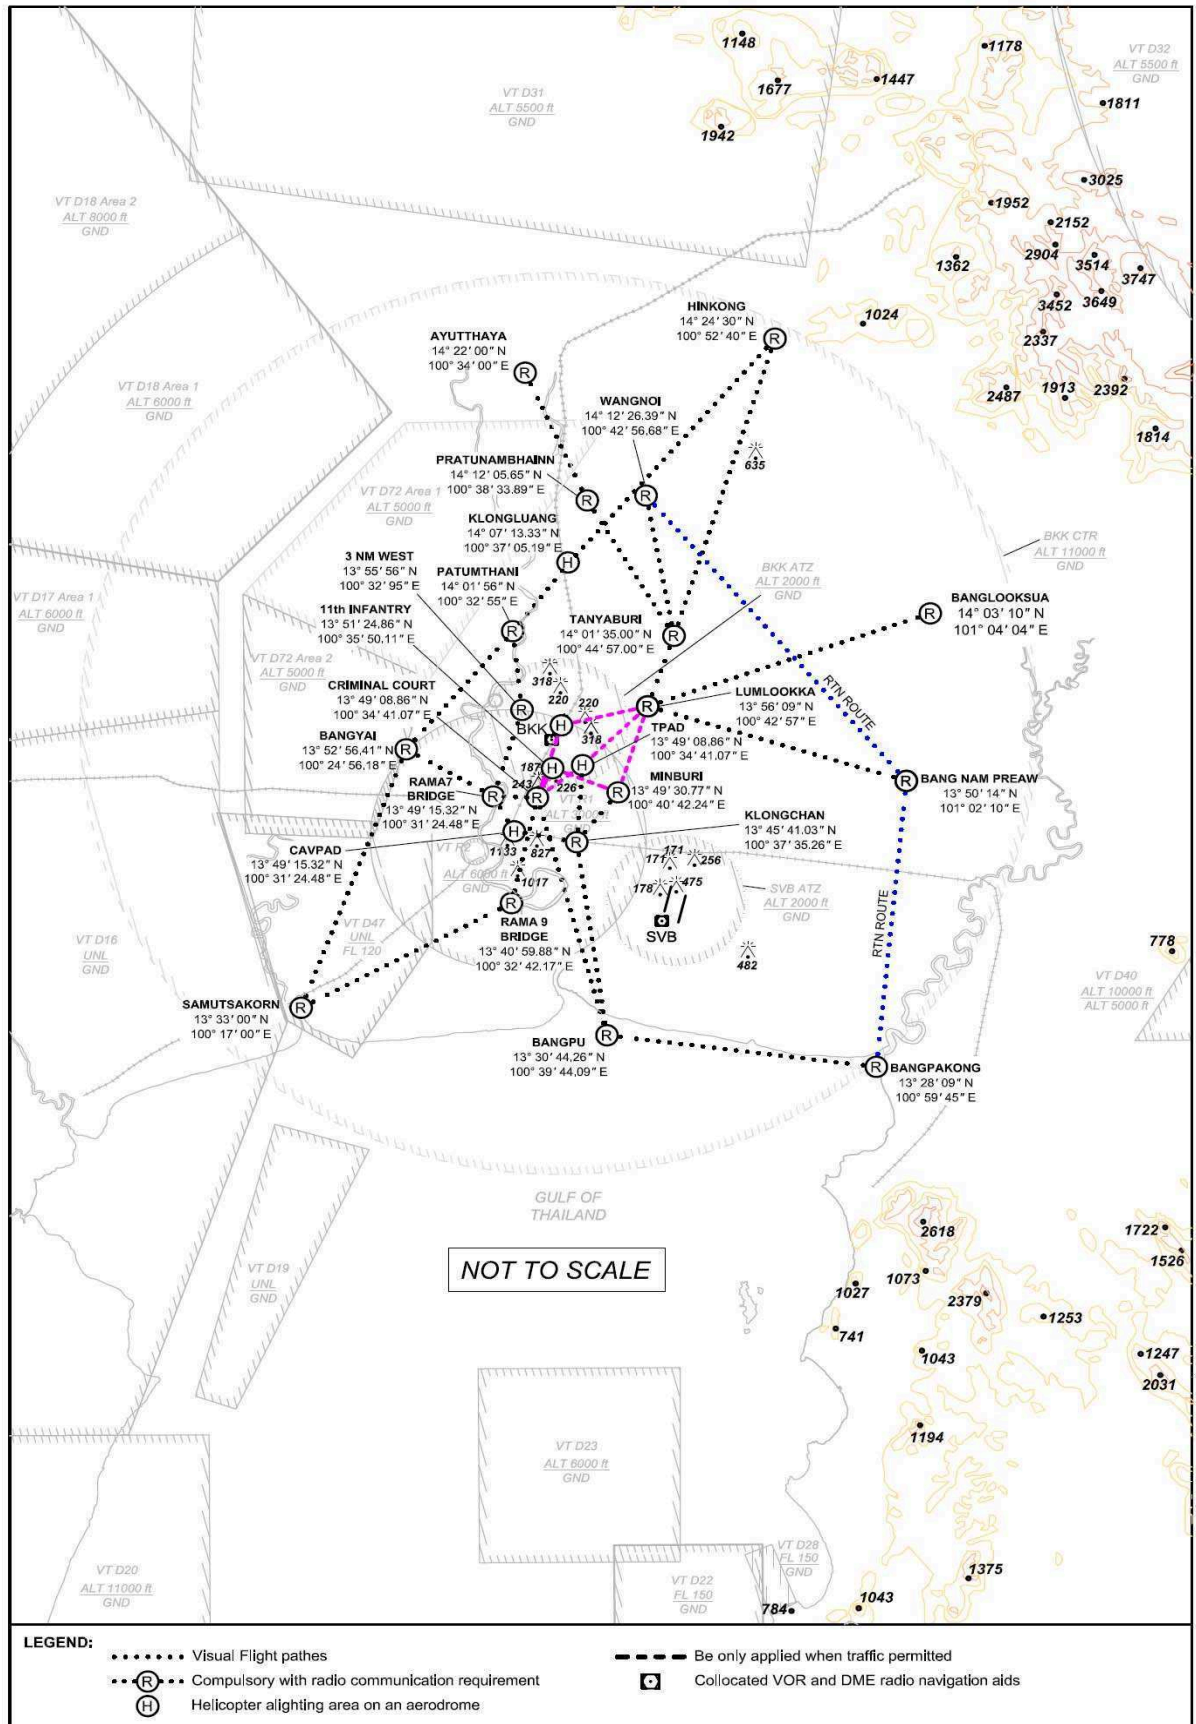 1148
1178
VT D32
ALT 5500 ft
GND
1677
1447
VT D31
ALT 5500 ft
GND
1811
1942
3025
VT D18 Area 2
ALT 8000 ft
GND
1952
2152
2904
1362
3514
3747
3452
3649
HINKONG
14° 24' 30" N
100° 52' 40" E
1024
2337
AYUTTHAYA
14° 22' 00" N
100° 34' 00" E
R
R
VT D18 Area 1
ALT 6000 ft
GND
2487
1913
2392
WANGNOI
14° 12' 26.39" N
100° 42' 56.68" E
1814
PRATUNAMBHAINN
14° 12' 05.65" N
100° 38' 33.89" E
635
R
R
VT D72 Area 1
ALT 5000 ft
GND
KLONGLUANG
14° 07' 13.33" N
100° 37' 05.19" E
BKK CTR
ALT 11000 ft
GND
3 NM WEST
13° 55' 56" N
100° 32' 95" E
H
PATUMTHANI
14° 01' 56" N
100° 32' 55" E
BKK ATZ
ALT 2000 ft
GND
VT D17 Area 1
ALT 6000 ft
GND
11th INFANTRY
13° 51' 24.86" N
100° 35' 50.11" E
BANGLOOKSUA
14° 03' 10" N
101° 04' 04" E
R
TANYABURI
14° 01' 35.00" N
100° 44' 57.00" E
R
R
VT D72 Area 2
ALT 5000 ft
GND
318
220
220
318
CRIMINAL COURT
13° 49' 08.86" N
100° 34' 41.07" E
RTN ROUTE
LUMLOOKKA
13° 56' 09" N
100° 42' 57" E
R
R
H
BKK
TPAD
13° 49' 08.86" N
100° 34' 41.07" E
BANGYAI
13° 52' 56,41" N
100° 24' 56,18" E
R
187
H
H
243
226
RAMA7
BRIDGE
13° 49' 15.32" N
100° 31' 24.48" E
R
R
R
MINBURI
13° 49' 30.77" N
100° 40' 42.24" E
R
BANG NAM PREAW
13° 50' 14" N
101° 02' 10" E
VT R1
ALT 3000 ft
GND
KLONGCHAN
13° 45' 41.03" N
100° 37' 35.26" E
H
R
CAVPAD
13° 49' 15.32" N
100° 31' 24.48" E
1133
827
VT R2
ALT 6000 ft
GND
1017
171
171
256
178
475
SVB
SVB ATZ
ALT 2000 ft
GND
R
RAMA 9
BRIDGE
13° 40' 59.88" N
100° 32' 42.17" E
VT D47
UNL
FL 120
VT D16
UNL
GND
RTN ROUTE
482
778
VT D40
ALT 10000 ft
ALT 5000 ft
SAMUTSAKORN
13° 33' 00" N
100° 17' 00" E
R
BANGPU
13° 30' 44,26" N
100° 39' 44,09" E
R
R
BANGPAKONG
13° 28' 09" N
100° 59' 45" E
GULF OF
THAILAND
2618
1722
1526
NOT TO SCALE
VT D19
UNL
GND
1073
1027
2379
1253
741
1043
1247
2031
1194
VT D23
ALT 6000 ft
GND
VT D20
ALT 11000 ft
GND
VT D28
FL 150
GND
VT D22
FL 150
GND
1375
784
1043
LEGEND:
Visual Flight pathes
R Compulsory with radio communication requirement
H Helicopter alighting area on an aerodrome
Be only applied when traffic permitted
Collocated VOR and DME radio navigation aids